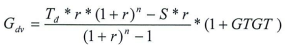 G_dv = (T_d * r * (1 + r)^n − S * r) / ((1 + r)^n − 1) * (1 + GTGT)